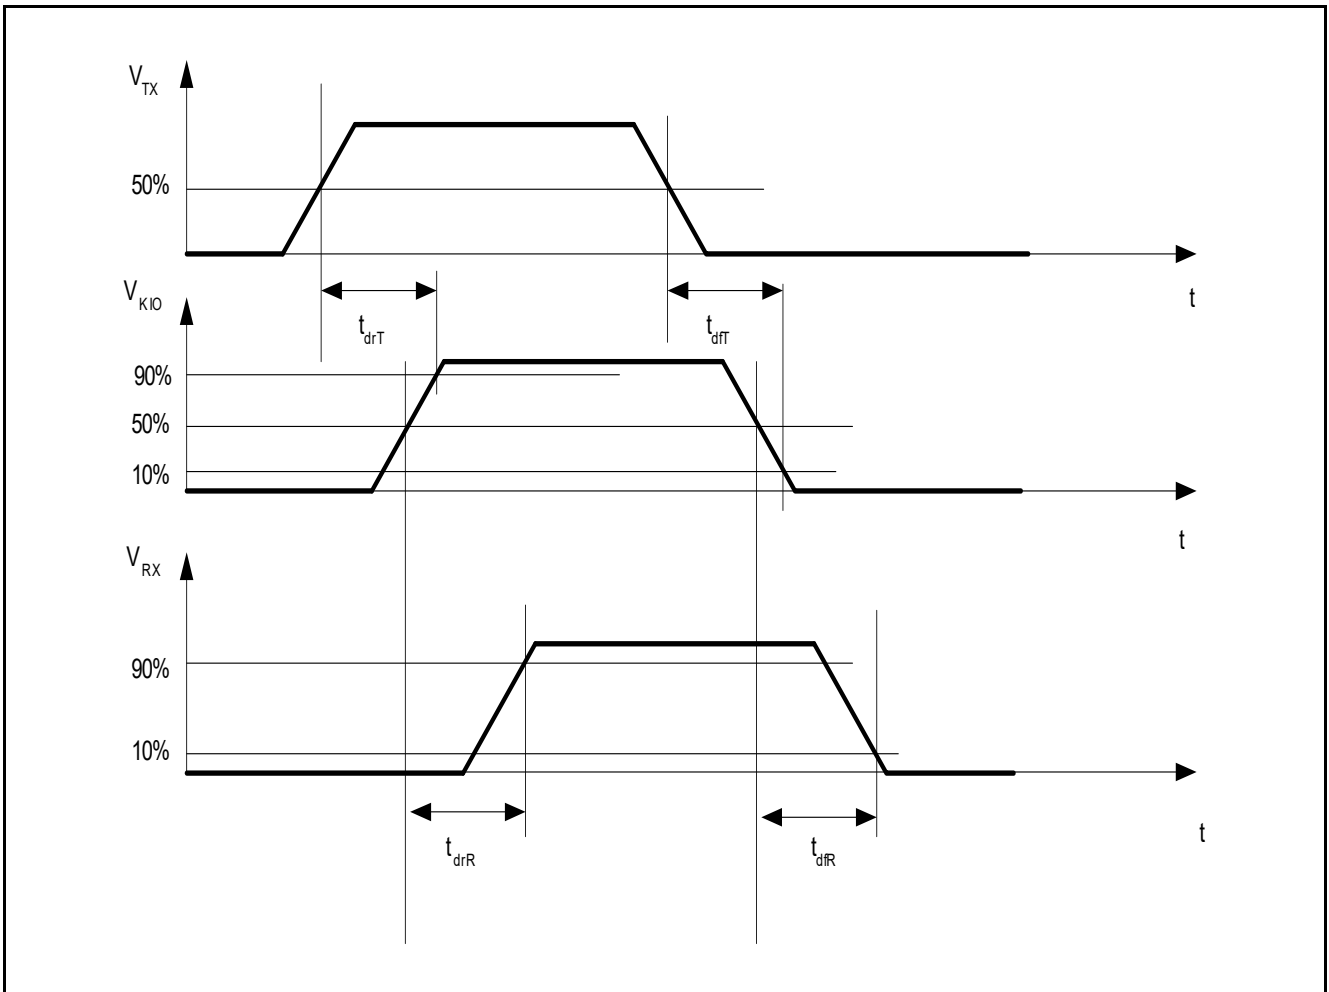 V_TX
50%
t
V_KIO
t_drT
t_dfT
90%
50%
10%
t
V_RX
90%
10%
t
t_drR
t_dfR